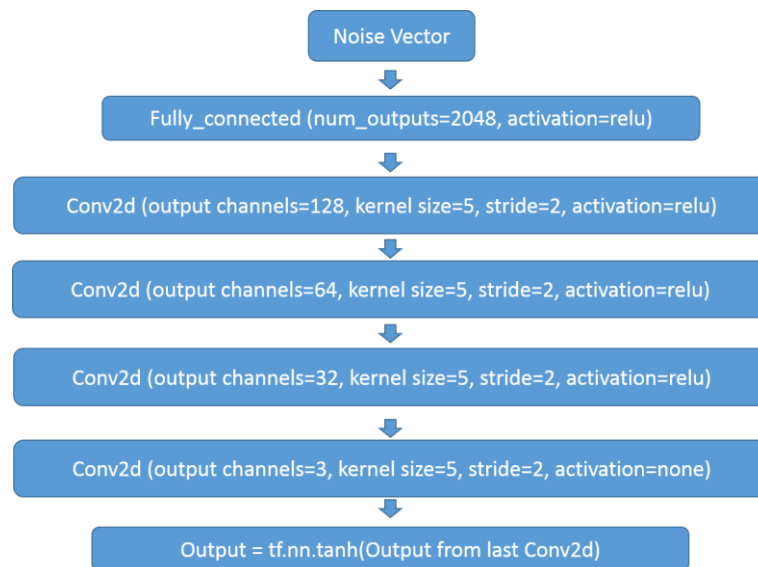 Noise Vector
Fully_connected (num_outputs=2048, activation=relu)
Conv2d (output channels=128, kernel size=5, stride=2, activation=relu)
Conv2d (output channels=64, kernel size=5, stride=2, activation=relu)
Conv2d (output channels=32, kernel size=5, stride=2, activation=relu)
Conv2d (output channels=3, kernel size=5, stride=2, activation=none)
Output = tf.nn.tanh(Output from last Conv2d)